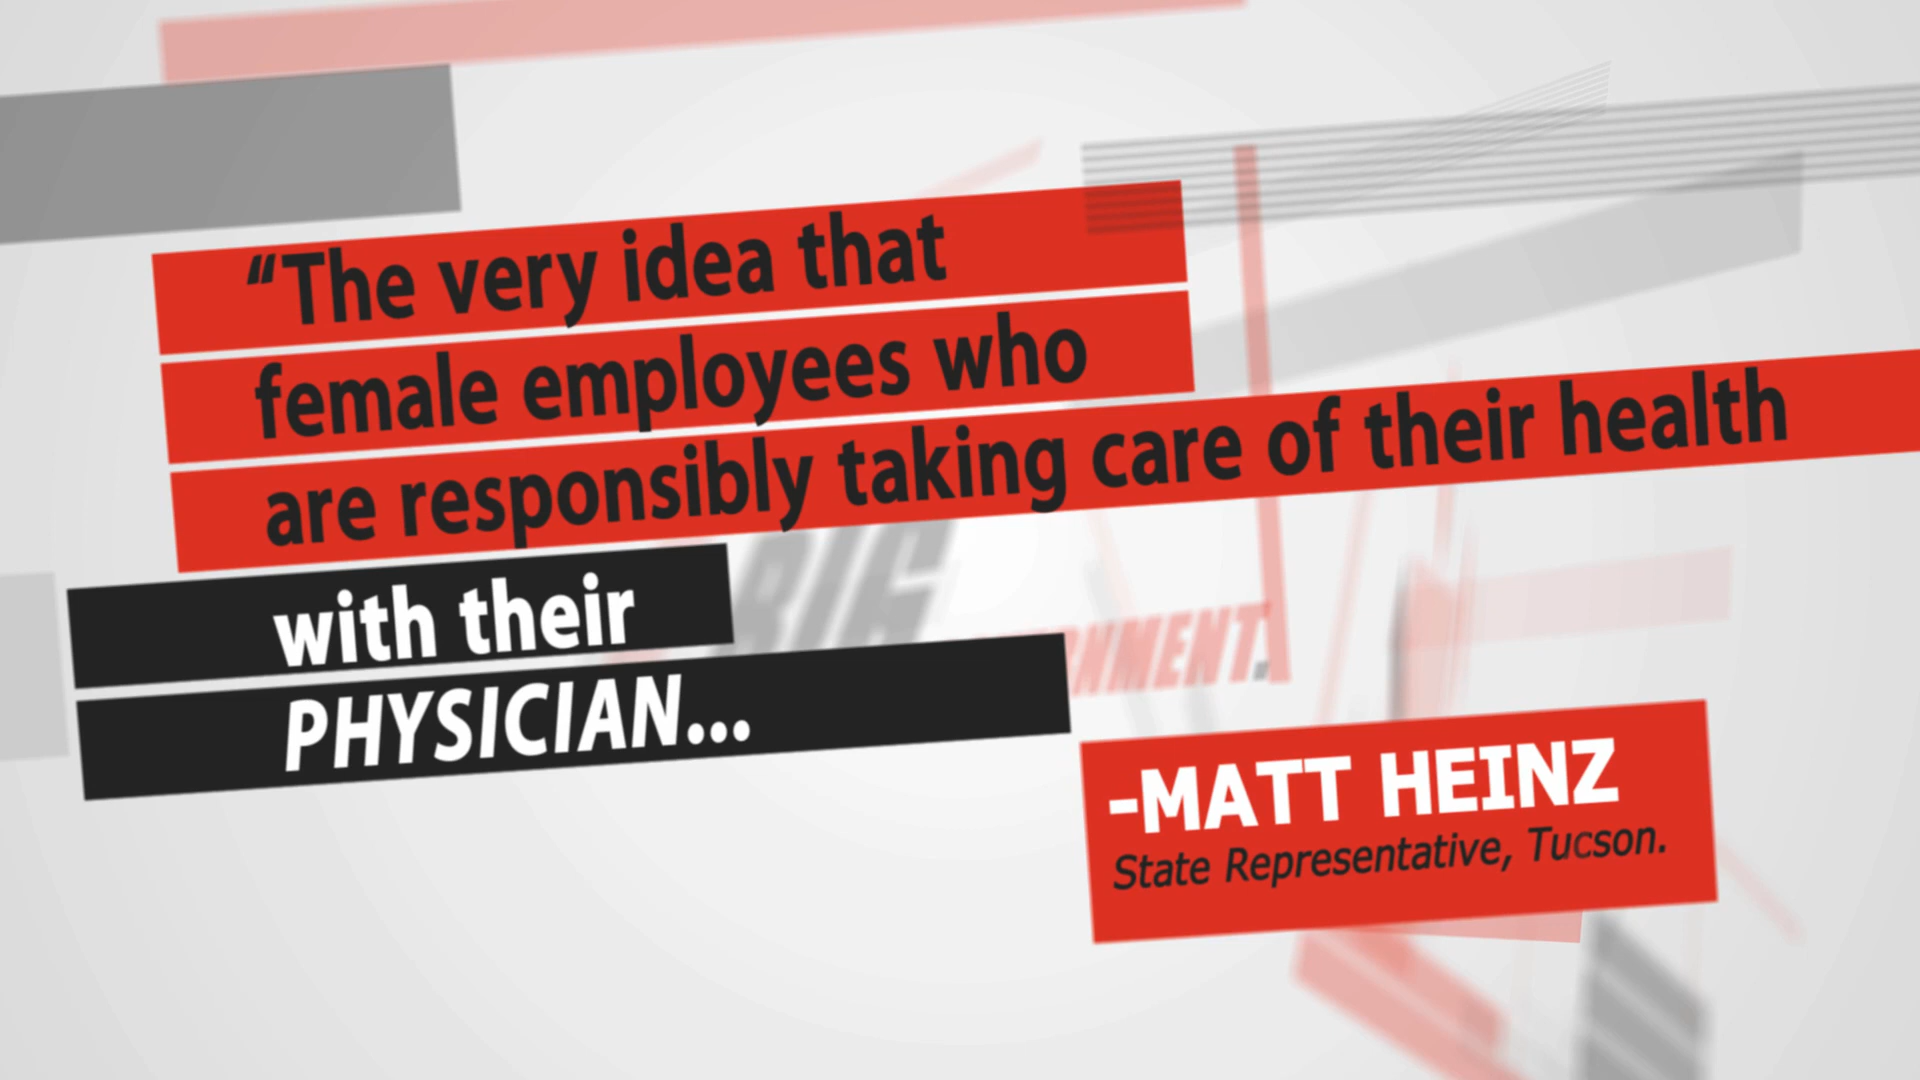 “The very idea that
female employees who
are responsibly taking care of their health
with their
PHYSICIAN...
BIG
-MATT HEINZ
State Representative, Tucson.